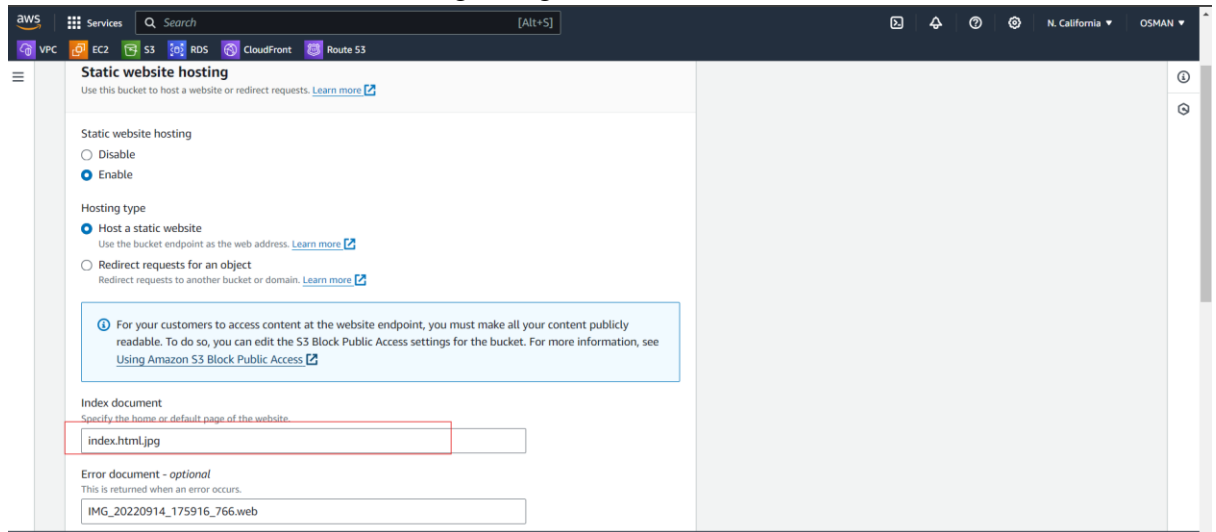 aws Services Search [Alt+S] N. California OSMAN
VPC EC2 S3 RDS CloudFront Route 53
Static website hosting
Use this bucket to host a website or redirect requests. Learn more
Static website hosting
Disable
Enable
Hosting type
Host a static website
Use the bucket endpoint as the web address. Learn more
Redirect requests for an object
Redirect requests to another bucket or domain. Learn more
For your customers to access content at the website endpoint, you must make all your content publicly
readable. To do so, you can edit the S3 Block Public Access settings for the bucket. For more information, see
Using Amazon S3 Block Public Access
Index document
Specify the home or default page of the website.
index.html.jpg
Error document - optional
This is returned when an error occurs.
IMG_20220914_175916_766.web